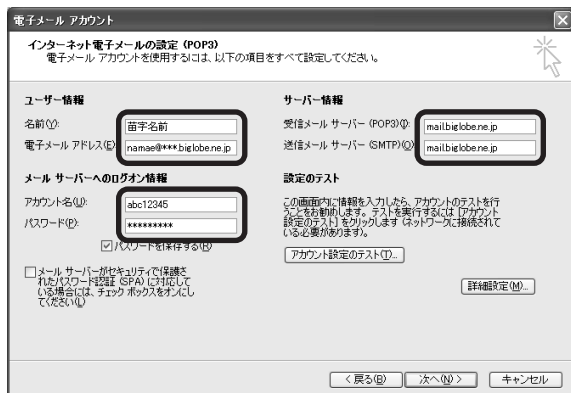 電子メール アカウント
インターネット電子メールの設定 (POP3)
電子メール アカウントを使用するには、以下の項目をすべて設定してください。
ユーザー情報
名前(Y):
苗字名前
電子メール アドレス(E)
namae@***.biglobe.ne.jp
メール サーバーへのログオン情報
アカウント名(U):
abc12345
パスワード(P):
*********
パスワードを保存する(R)
メール サーバーがセキュリティで保護さ
れたパスワード認証 (SPA) に対応して
いる場合には、チェック ボックスをオンにし
てください(L)
サーバー情報
受信メール サーバー (POP3)(I):
mail.biglobe.ne.jp
送信メール サーバー (SMTP)(O):
mail.biglobe.ne.jp
設定のテスト
この画面内に情報を入力したら、アカウントのテストを行
うことをお勧めします。テストを実行するには [アカウント
設定のテスト] をクリックします (ネットワークに接続されて
いる必要があります)。
アカウント設定のテスト(T)...
詳細設定(M)...
< 戻る(B)
次へ(N) >
キャンセル